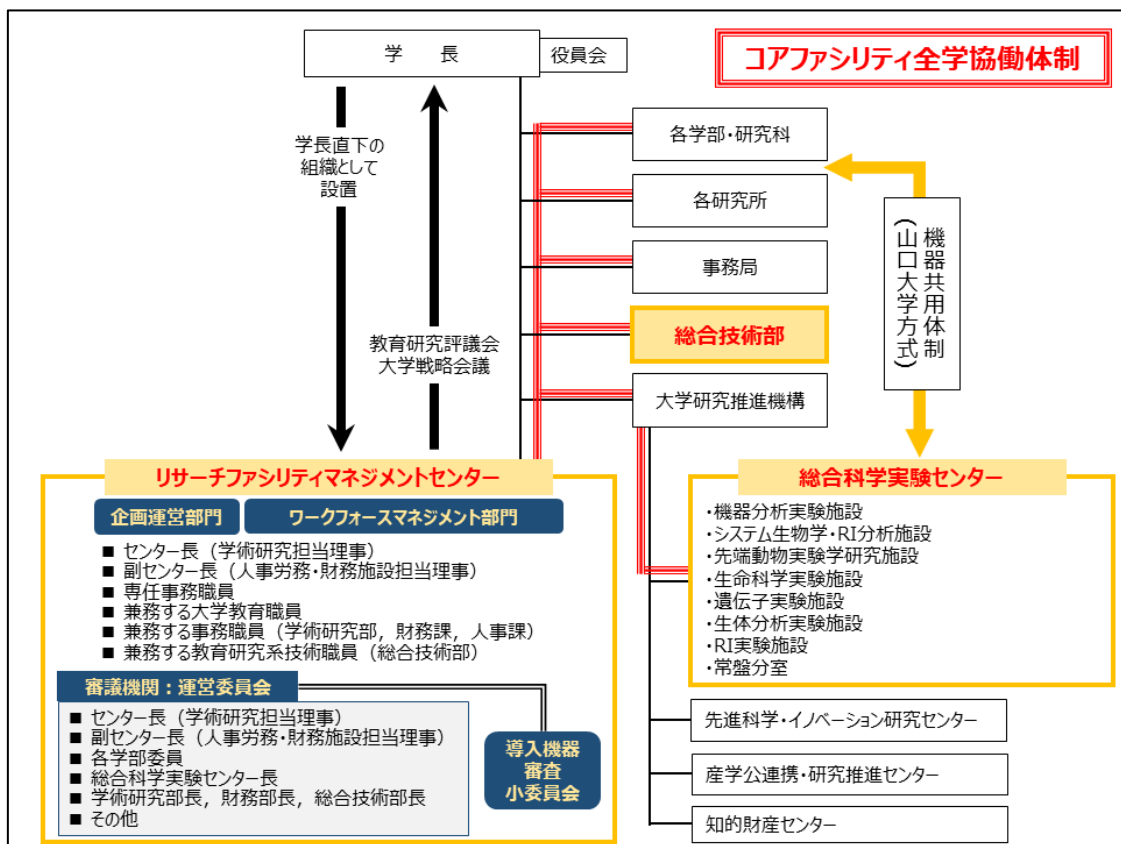 学 長
役員会
コアファシリティ全学協働体制
学長直下の
組織として
設置
教育研究評議会
大学戦略会議
各学部・研究科
各研究所
事務局
総合技術部
大学研究推進機構
機器共用体制
(山口大学方式)
リサーチファシリティマネジメントセンター
企画運営部門
ワークフォースマネジメント部門
■ センター長（学術研究担当理事）
■ 副センター長（人事労務・財務施設担当理事）
■ 専任事務職員
■ 兼務する大学教育職員
■ 兼務する事務職員（学術研究部，財務課，人事課）
■ 兼務する教育研究系技術職員（総合技術部）
審議機関：運営委員会
■ センター長（学術研究担当理事）
■ 副センター長（人事労務・財務施設担当理事）
■ 各学部委員
■ 総合科学実験センター長
■ 学術研究部長，財務部長，総合技術部長
■ その他
導入機器
審査
小委員会
総合科学実験センター
・機器分析実験施設
・システム生物学・RI分析施設
・先端動物実験学研究施設
・生命科学実験施設
・遺伝子実験施設
・生体分析実験施設
・RI実験施設
・常盤分室
先進科学・イノベーション研究センター
産学公連携・研究推進センター
知的財産センター